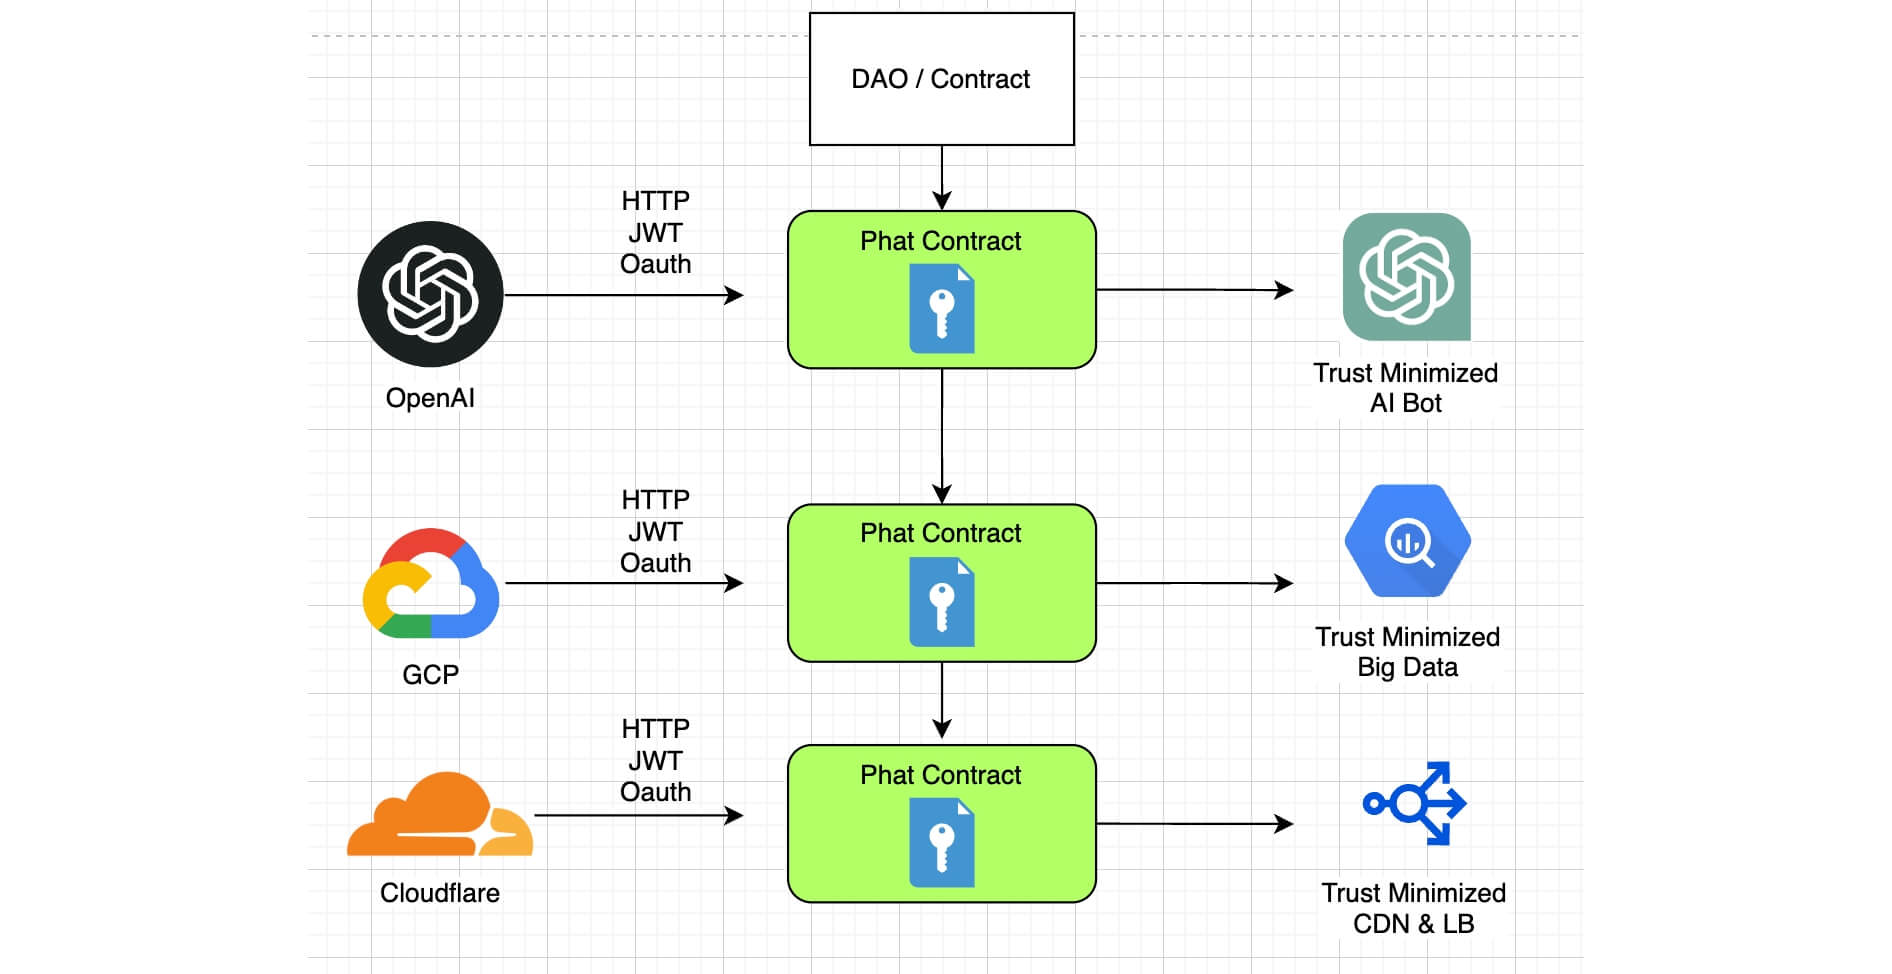 DAO / Contract
HTTP
JWT
Oauth
Phat Contract
OpenAI
Trust Minimized
AI Bot
HTTP
JWT
Oauth
Phat Contract
GCP
Trust Minimized
Big Data
HTTP
JWT
Oauth
Phat Contract
Cloudflare
Trust Minimized
CDN & LB